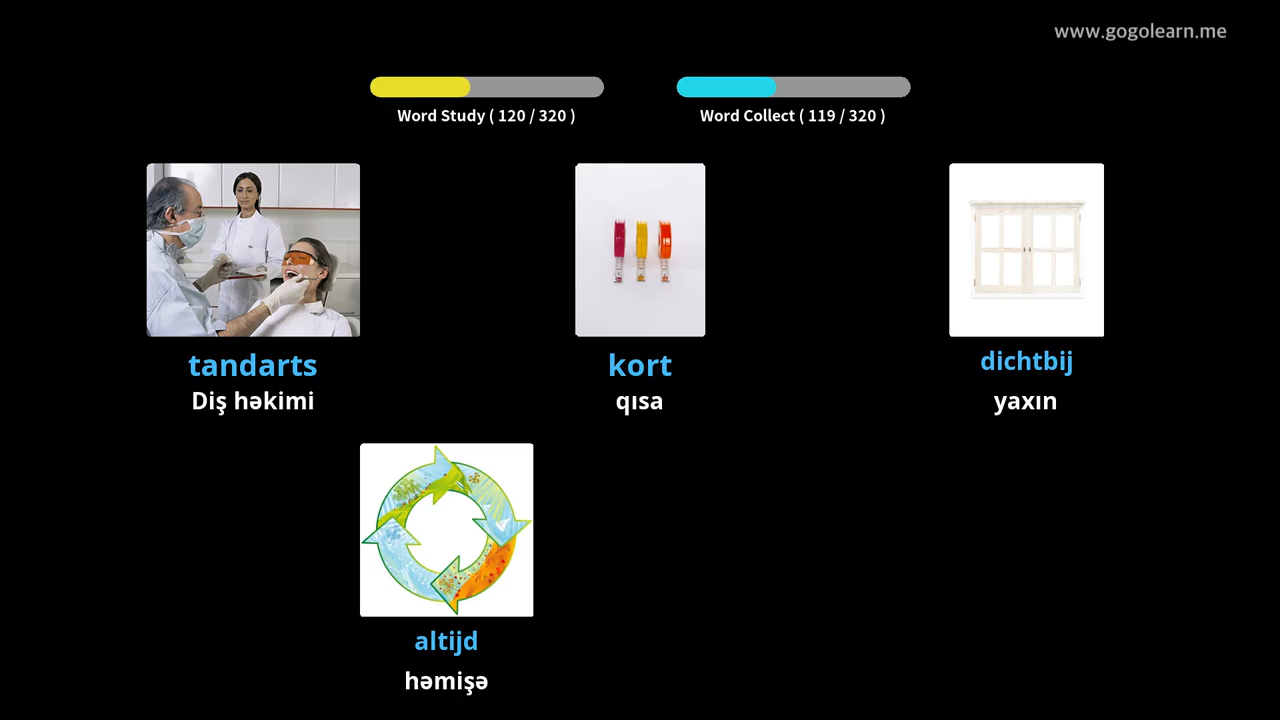 www.gogolearn.me
Word Study ( 120 / 320 )
Word Collect ( 119 / 320 )
tandarts
Diş həkimi
kort
qısa
dichtbij
yaxın
altijd
həmişə